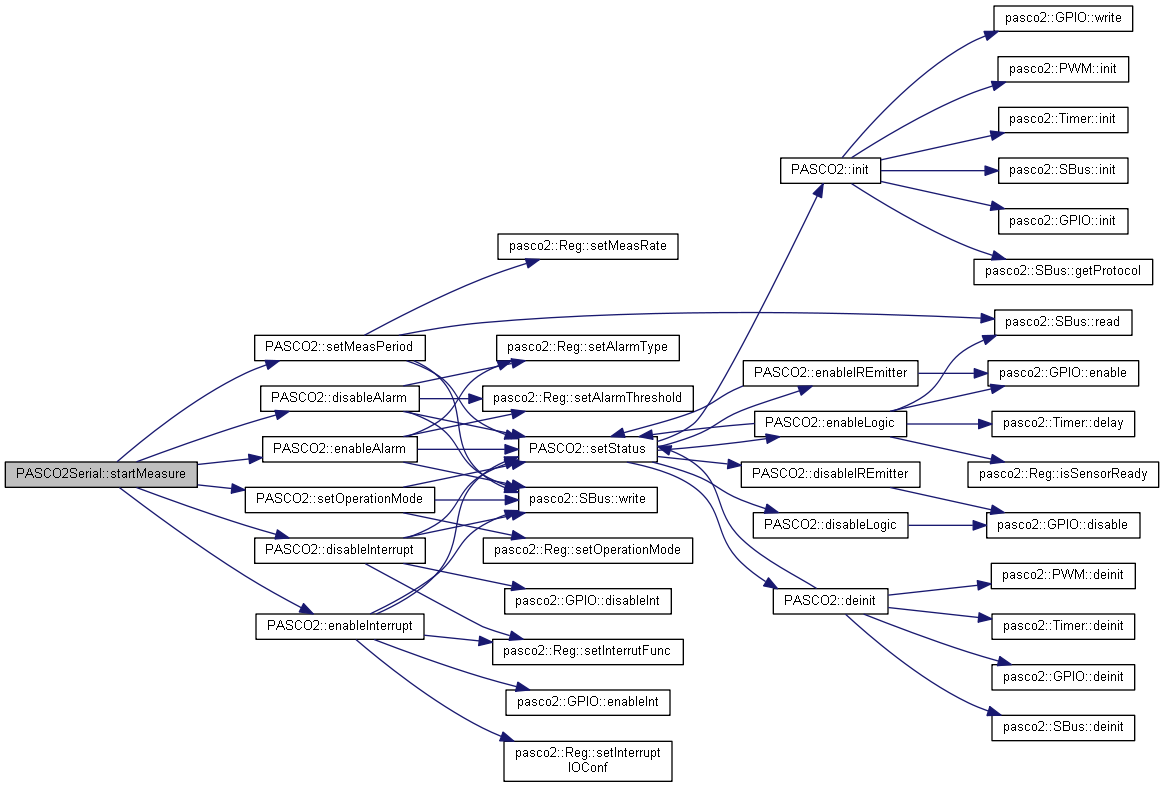 PASCO2Serial::startMeasure
PASCO2::setMeasPeriod
PASCO2::disableAlarm
PASCO2::enableAlarm
PASCO2::setOperationMode
PASCO2::disableInterrupt
PASCO2::enableInterrupt
pasco2::Reg::setMeasRate
pasco2::Reg::setAlarmType
pasco2::Reg::setAlarmThreshold
PASCO2::setStatus
pasco2::SBus::write
pasco2::Reg::setOperationMode
pasco2::GPIO::disableInt
pasco2::Reg::setInterrutFunc
pasco2::GPIO::enableInt
pasco2::Reg::setInterrupt
IOConf
PASCO2::init
PASCO2::enableIREmitter
PASCO2::enableLogic
PASCO2::disableIREmitter
PASCO2::disableLogic
PASCO2::deinit
pasco2::GPIO::write
pasco2::PWM::init
pasco2::Timer::init
pasco2::SBus::init
pasco2::GPIO::init
pasco2::SBus::getProtocol
pasco2::SBus::read
pasco2::GPIO::enable
pasco2::Timer::delay
pasco2::Reg::isSensorReady
pasco2::GPIO::disable
pasco2::PWM::deinit
pasco2::Timer::deinit
pasco2::GPIO::deinit
pasco2::SBus::deinit